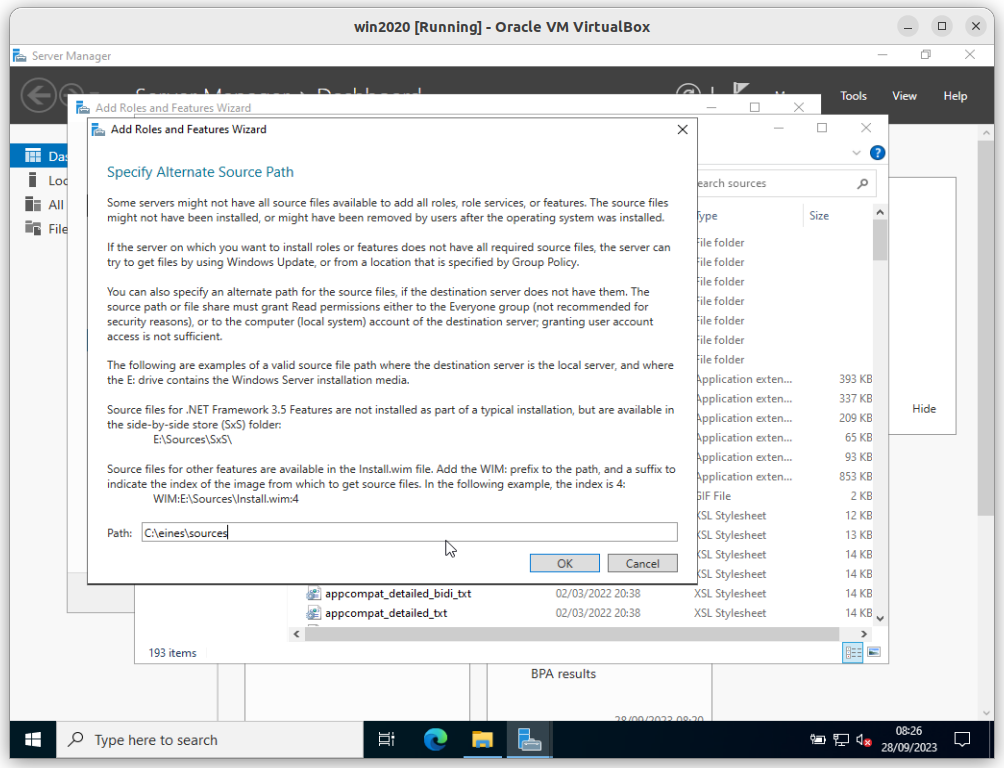 win2020 [Running] - Oracle VM VirtualBox
Server Manager
Tools View Help
Add Roles and Features Wizard
Add Roles and Features Wizard
Specify Alternate Source Path
Some servers might not have all source files available to add all roles, role services, or features. The source files
might not have been installed, or might have been removed by users after the operating system was installed.
If the server on which you want to install roles or features does not have all required source files, the server can
try to get files by using Windows Update, or from a location that is specified by Group Policy.
You can also specify an alternate path for the source files, if the destination server does not have them. The
source path or file share must grant Read permissions either to the Everyone group (not recommended for
security reasons), or to the computer (local system) account of the destination server; granting user account
access is not sufficient.
The following are examples of a valid source file path where the destination server is the local server, and where
the E: drive contains the Windows Server installation media.
Source files for .NET Framework 3.5 Features are not installed as part of a typical installation, but are available in
the side-by-side store (SxS) folder:
E:\Sources\SxS\
Source files for other features are available in the Install.wim file. Add the WIM: prefix to the path, and a suffix to
indicate the index of the image from which to get source files. In the following example, the index is 4:
WIM:E:\Sources\Install.wim:4
Path: C:\eines\sources
OK Cancel
Das
Loc
All
File
earch sources
Type Size
File folder
File folder
File folder
File folder
File folder
File folder
File folder
Application exten... 393 KB
Application exten... 337 KB
Application exten... 209 KB
Application exten... 65 KB
Application exten... 93 KB
Application exten... 853 KB
GIF File 2 KB
XSL Stylesheet 12 KB
XSL Stylesheet 13 KB
XSL Stylesheet 14 KB
XSL Stylesheet 14 KB
appcompat_detailed_bidi_txt 02/03/2022 20:38 XSL Stylesheet 14 KB
appcompat_detailed_txt 02/03/2022 20:38 XSL Stylesheet 14 KB
193 items
Hide
BPA results
28/09/2023 08:20
Type here to search
08:26
28/09/2023